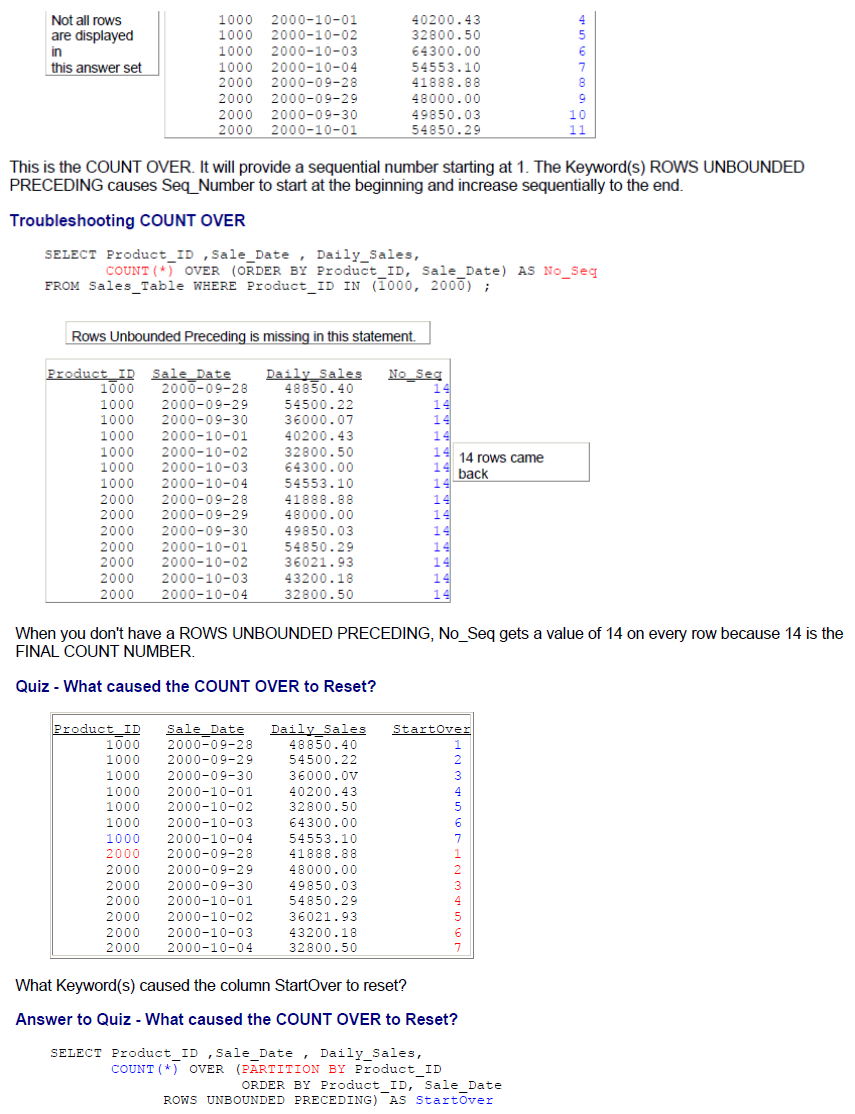 Not all rows
are displayed
in
this answer set
1000 2000-10-01 40200.43 4
1000 2000-10-02 32800.50 5
1000 2000-10-03 64300.00 6
1000 2000-10-04 54553.10 7
2000 2000-09-28 41888.88 8
2000 2000-09-29 48000.00 9
2000 2000-09-30 49850.03 10
2000 2000-10-01 54850.29 11
This is the COUNT OVER. It will provide a sequential number starting at 1. The Keyword(s) ROWS UNBOUNDED
PRECEDING causes Seq_Number to start at the beginning and increase sequentially to the end.
Troubleshooting COUNT OVER
SELECT Product_ID ,Sale_Date , Daily_Sales,
COUNT(*) OVER (ORDER BY Product_ID, Sale_Date) AS No_Seq
FROM Sales_Table WHERE Product_ID IN (1000, 2000) ;
Rows Unbounded Preceding is missing in this statement.
Product_ID Sale_Date Daily_Sales No_Seq
1000 2000-09-28 48850.40 14
1000 2000-09-29 54500.22 14
1000 2000-09-30 36000.07 14
1000 2000-10-01 40200.43 14
1000 2000-10-02 32800.50 14
1000 2000-10-03 64300.00 14
1000 2000-10-04 54553.10 14
2000 2000-09-28 41888.88 14
2000 2000-09-29 48000.00 14
2000 2000-09-30 49850.03 14
2000 2000-10-01 54850.29 14
2000 2000-10-02 36021.93 14
2000 2000-10-03 43200.18 14
2000 2000-10-04 32800.50 14
14 rows came
back
When you don't have a ROWS UNBOUNDED PRECEDING, No_Seq gets a value of 14 on every row because 14 is the
FINAL COUNT NUMBER.
Quiz - What caused the COUNT OVER to Reset?
Product_ID Sale_Date Daily_Sales StartOver
1000 2000-09-28 48850.40 1
1000 2000-09-29 54500.22 2
1000 2000-09-30 36000.0V 3
1000 2000-10-01 40200.43 4
1000 2000-10-02 32800.50 5
1000 2000-10-03 64300.00 6
1000 2000-10-04 54553.10 7
2000 2000-09-28 41888.88 1
2000 2000-09-29 48000.00 2
2000 2000-09-30 49850.03 3
2000 2000-10-01 54850.29 4
2000 2000-10-02 36021.93 5
2000 2000-10-03 43200.18 6
2000 2000-10-04 32800.50 7
What Keyword(s) caused the column StartOver to reset?
Answer to Quiz - What caused the COUNT OVER to Reset?
SELECT Product_ID ,Sale_Date , Daily_Sales,
COUNT(*) OVER (PARTITION BY Product_ID
ORDER BY Product_ID, Sale_Date
ROWS UNBOUNDED PRECEDING) AS StartOver